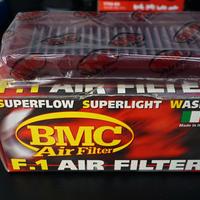 F.1 AIR FILTER
SUPERFLOW SUPERLIGHT WAS
Made in
BMC
Air Filter
F.1 AIR FILTER